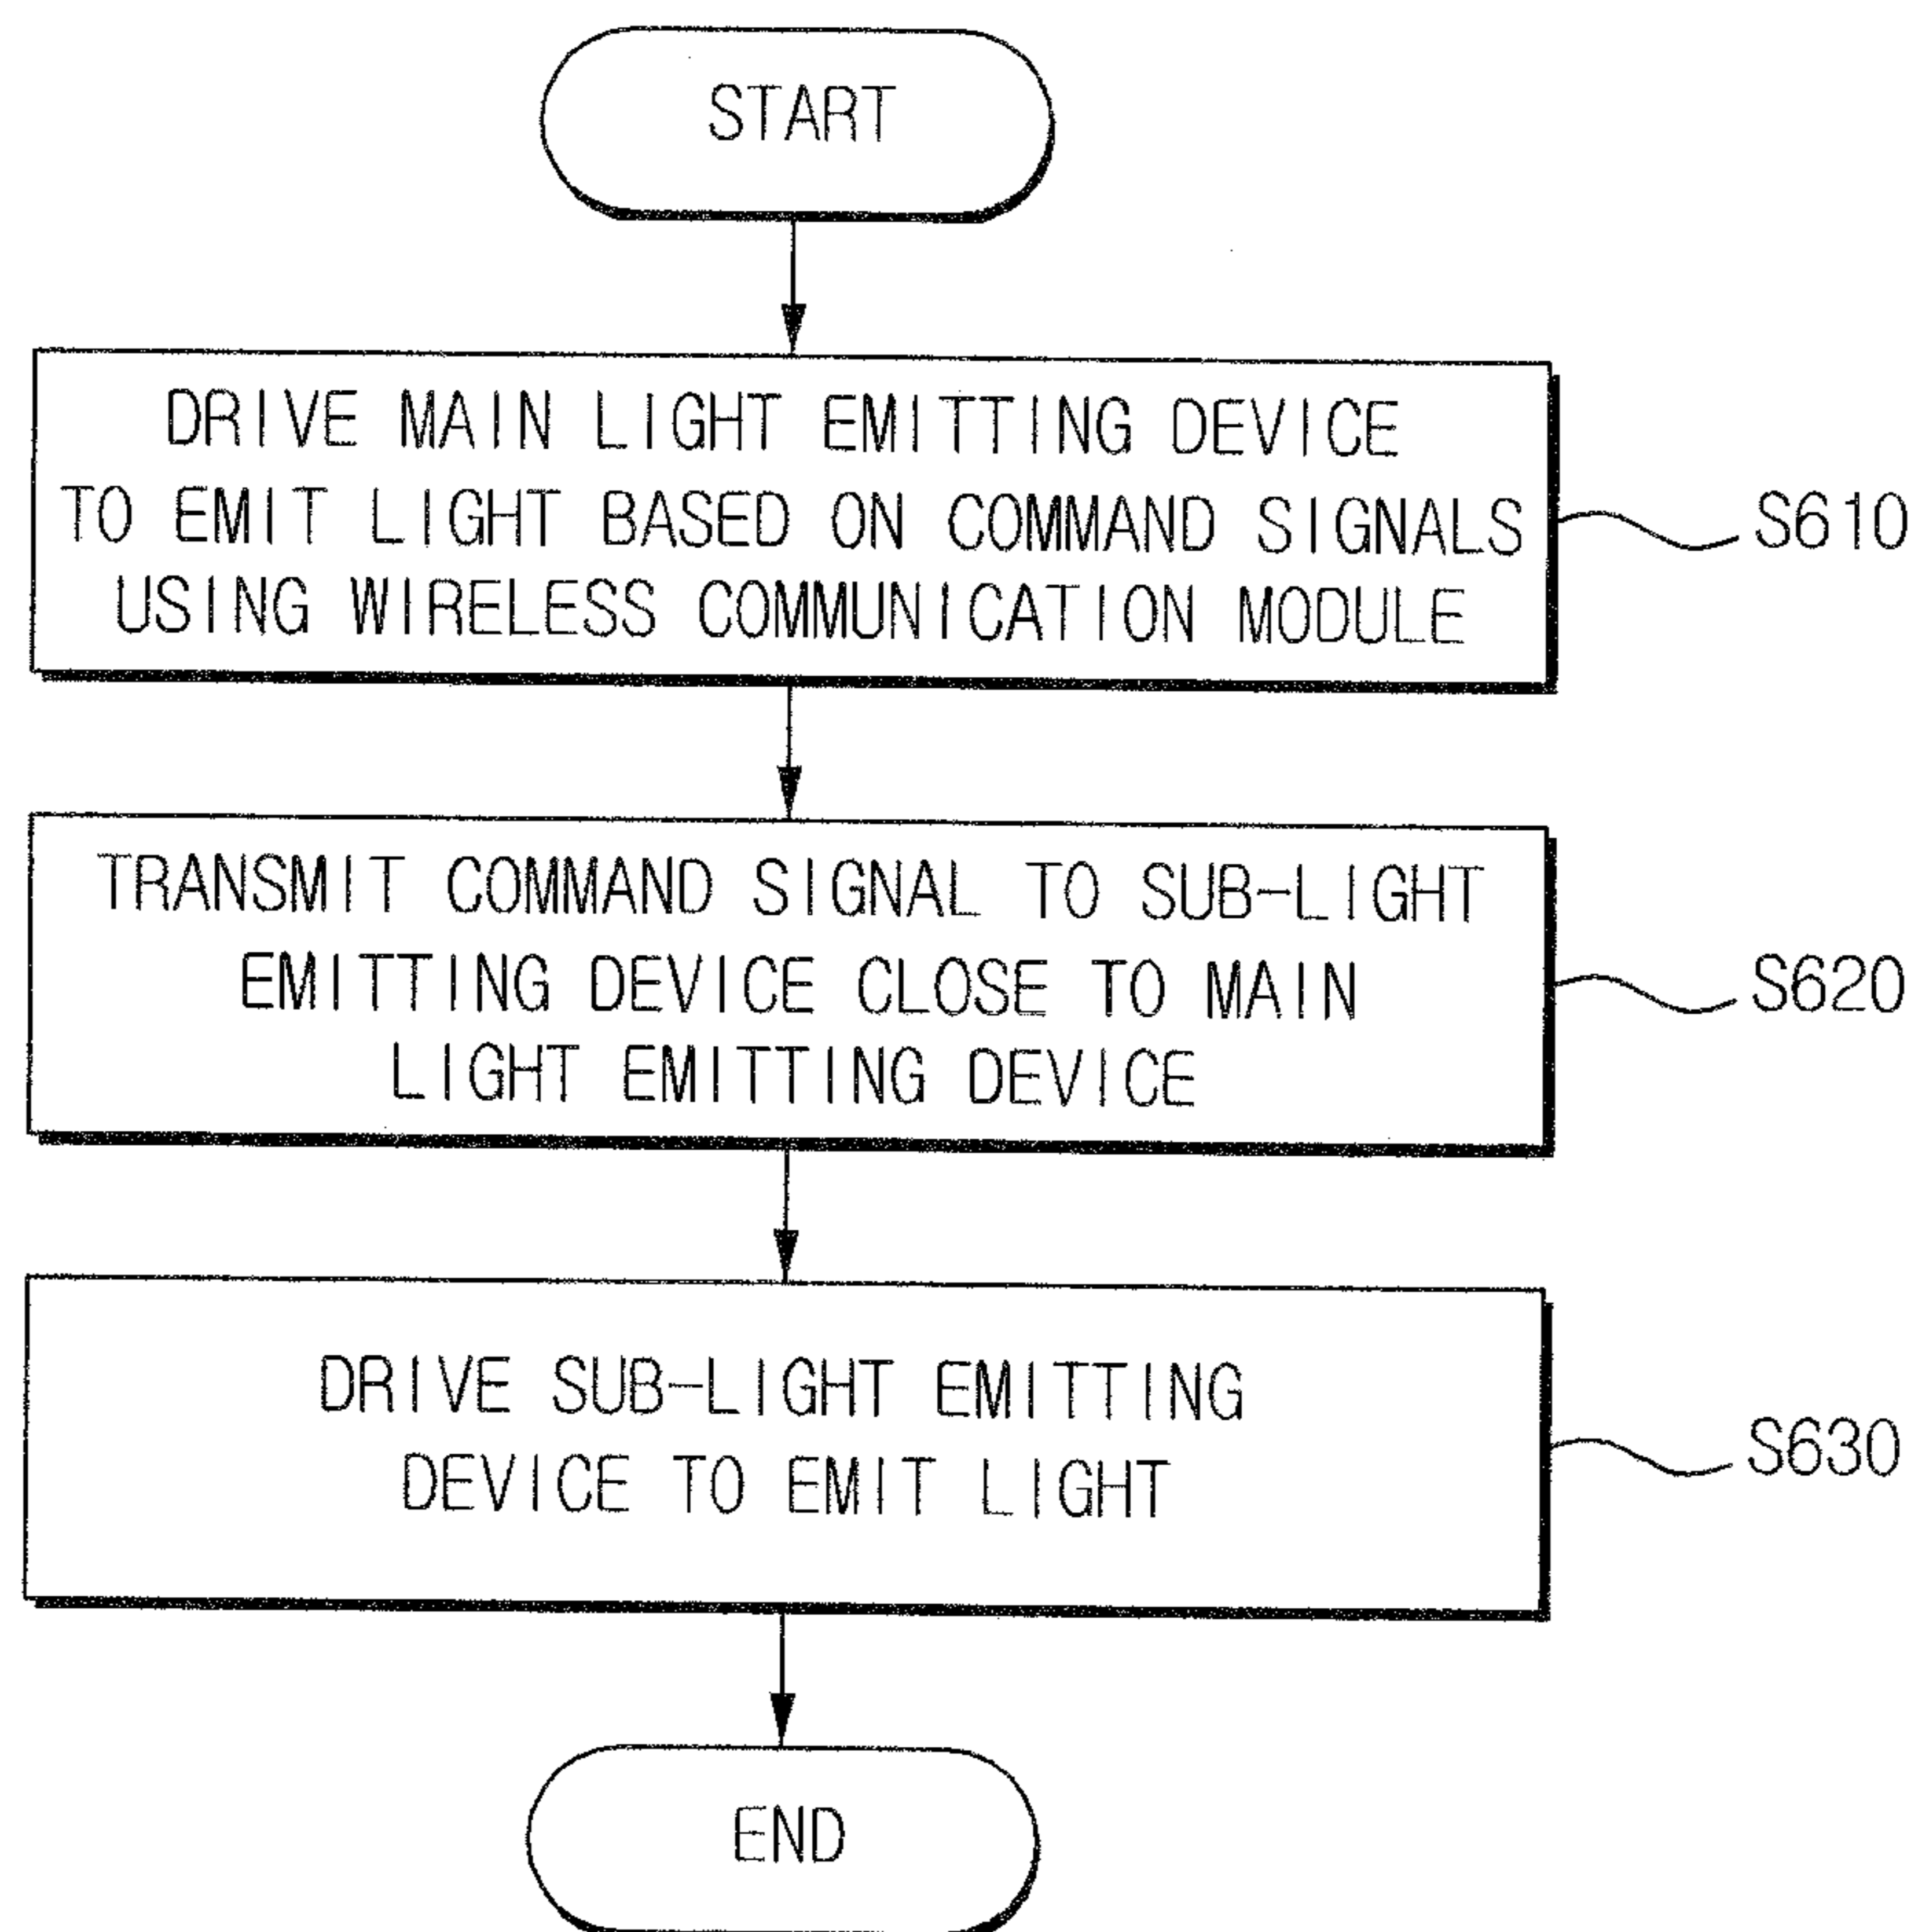 START
DRIVE MAIN LIGHT EMITTING DEVICE
TO EMIT LIGHT BASED ON COMMAND SIGNALS
USING WIRELESS COMMUNICATION MODULE
S610
TRANSMIT COMMAND SIGNAL TO SUB-LIGHT
EMITTING DEVICE CLOSE TO MAIN
LIGHT EMITTING DEVICE
S620
DRIVE SUB-LIGHT EMITTING
DEVICE TO EMIT LIGHT
S630
END